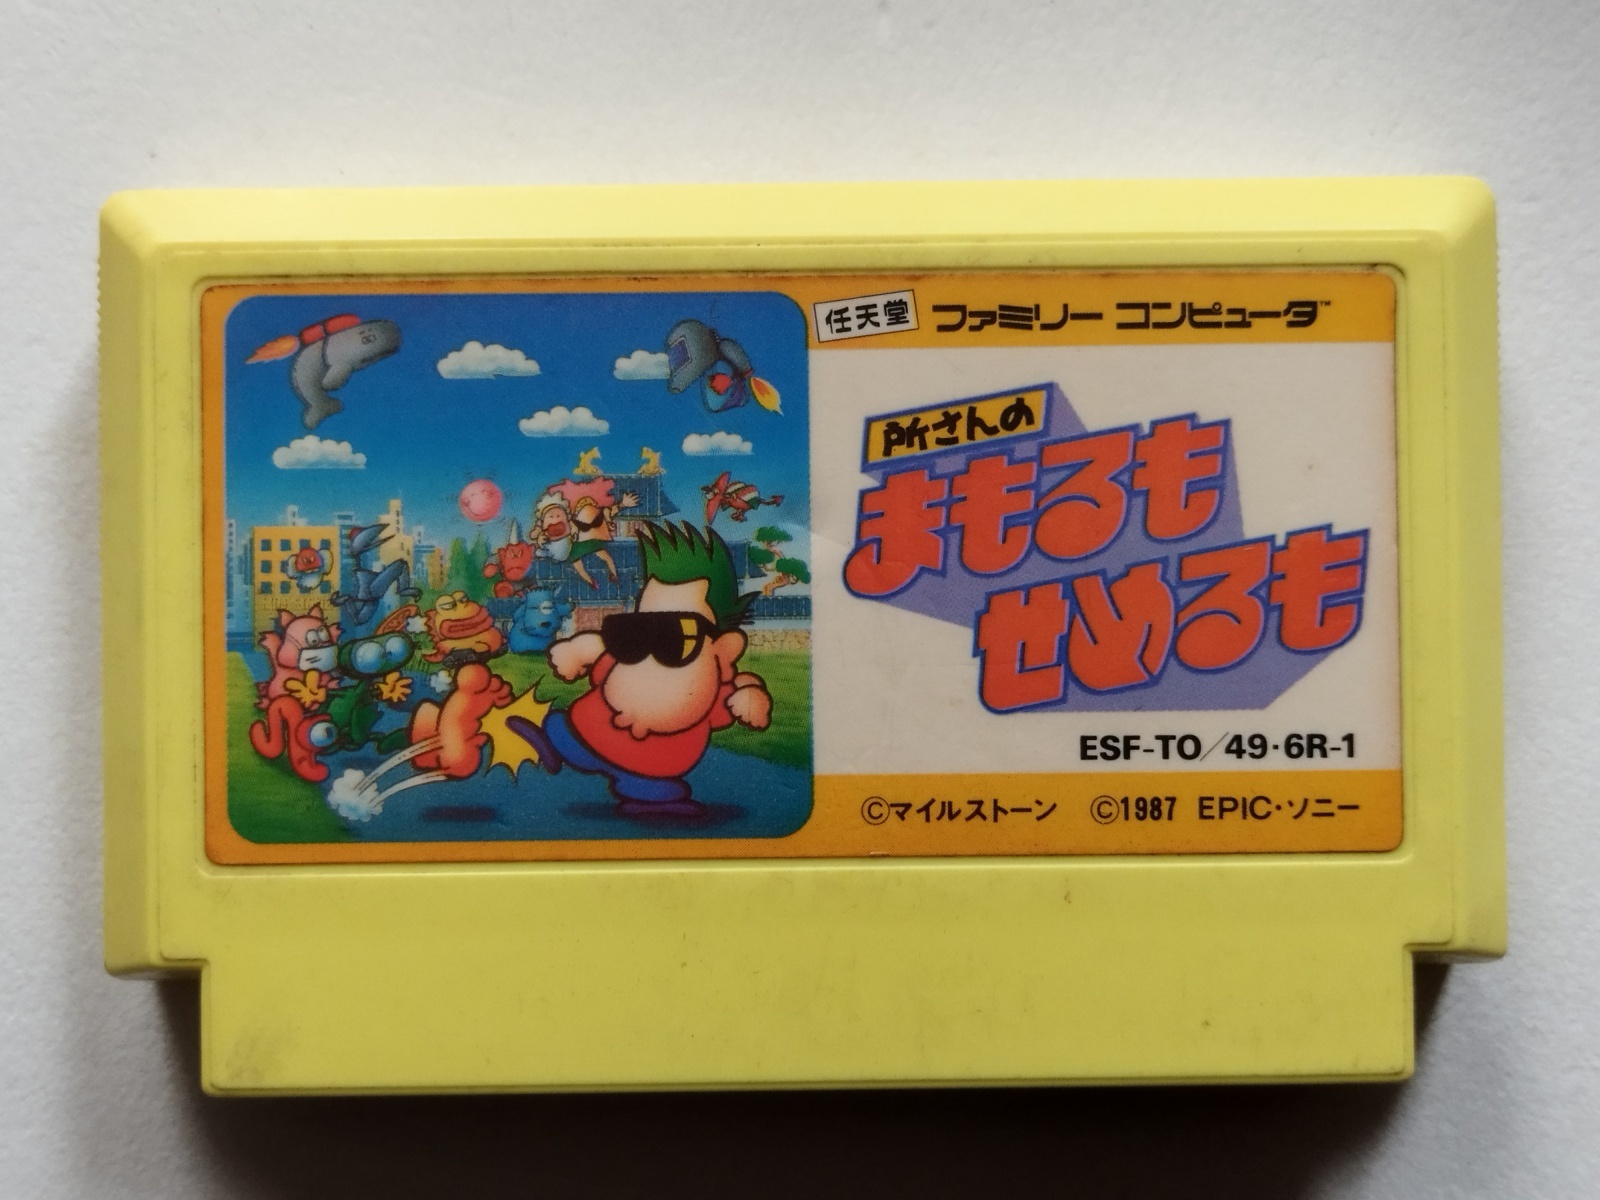 任天堂 ファミリー コンピュータ™
所さんの
まもるも
せめるも
ESF-TO/49・6R-1
©マイルストーン ©1987 EPIC・ソニー